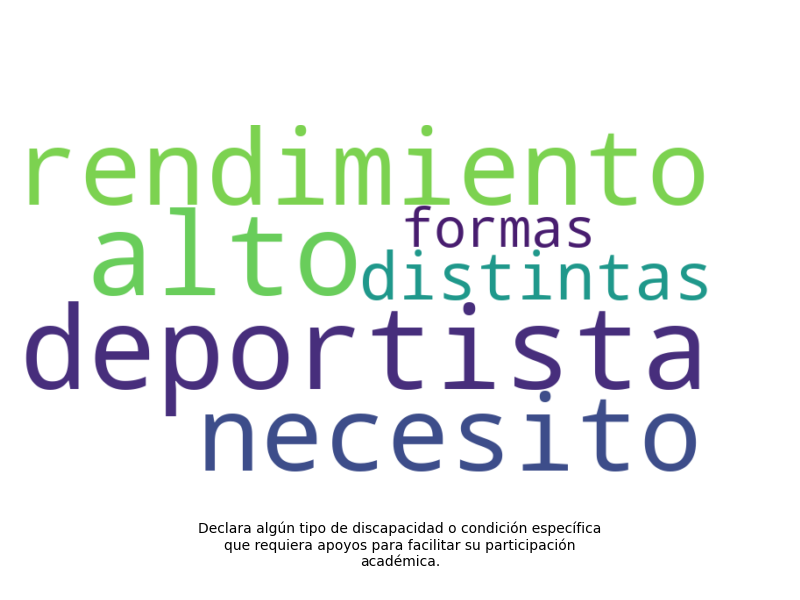 rendimiento
formas
alto
distintas
deportista
necesito
Declara algún tipo de discapacidad o condición específica
que requiera apoyos para facilitar su participación
académica.